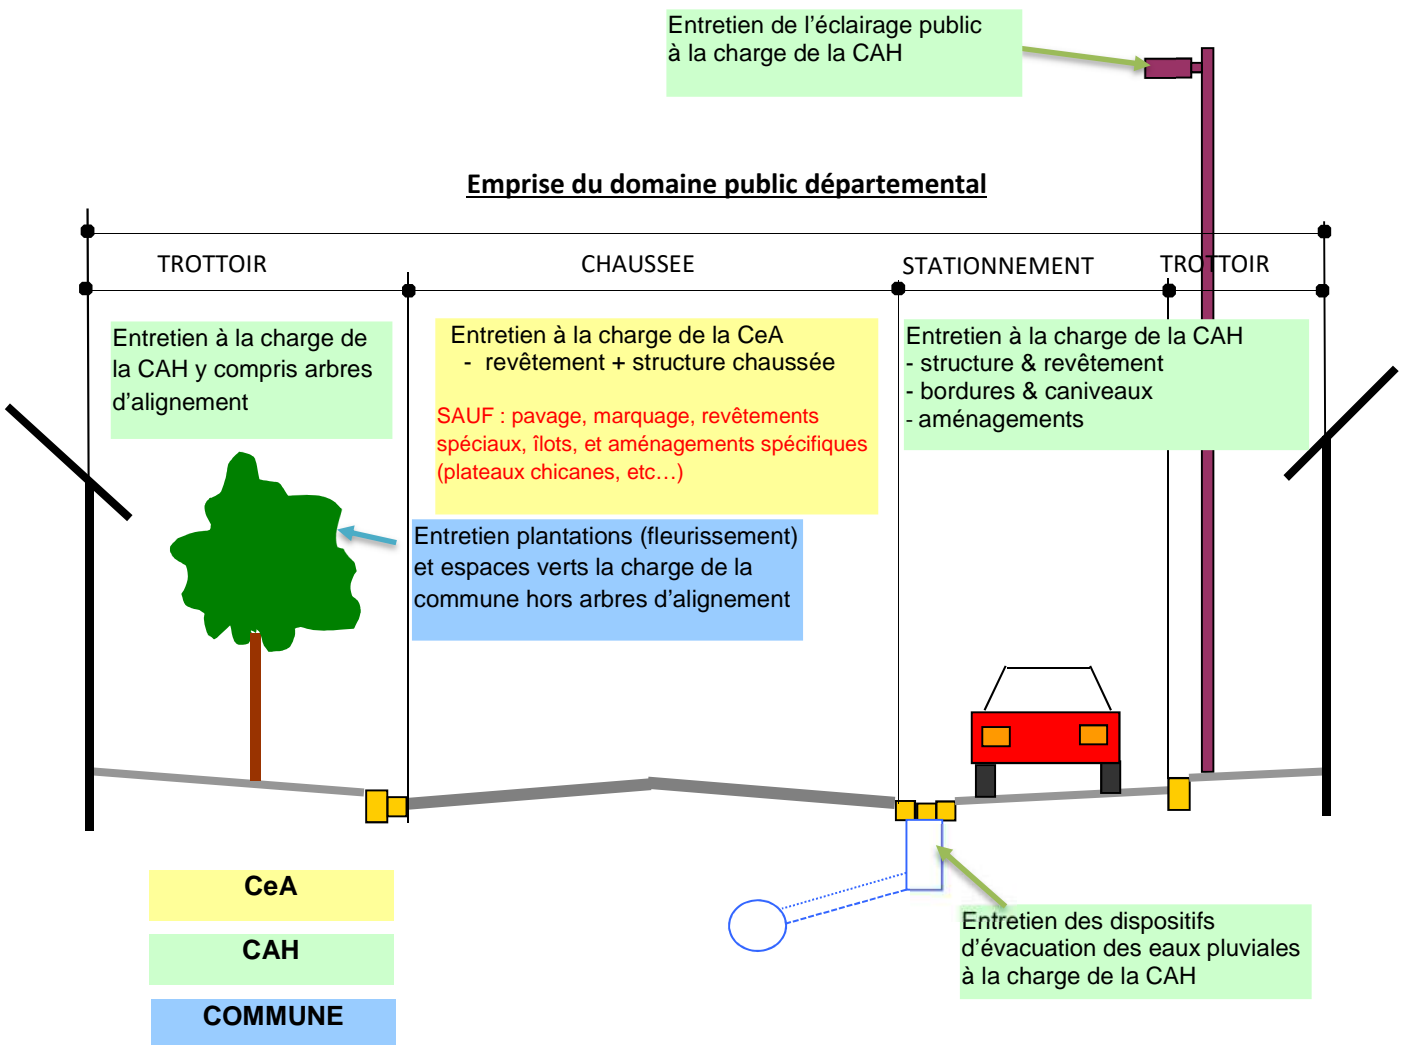 Entretien de l'éclairage public
à la charge de la CAH
Emprise du domaine public départemental
TROTTOIR
CHAUSSEE
STATIONNEMENT
TROTTOIR
Entretien à la charge de
la CAH y compris arbres
d'alignement
Entretien à la charge de la CeA
- revêtement + structure chaussée
SAUF : pavage, marquage, revêtements
spéciaux, îlots, et aménagements spécifiques
(plateaux chicanes, etc…)
Entretien à la charge de la CAH
- structure & revêtement
- bordures & caniveaux
- aménagements
Entretien plantations (fleurissement)
et espaces verts la charge de la
commune hors arbres d'alignement
CeA
CAH
COMMUNE
Entretien des dispositifs
d'évacuation des eaux pluviales
à la charge de la CAH